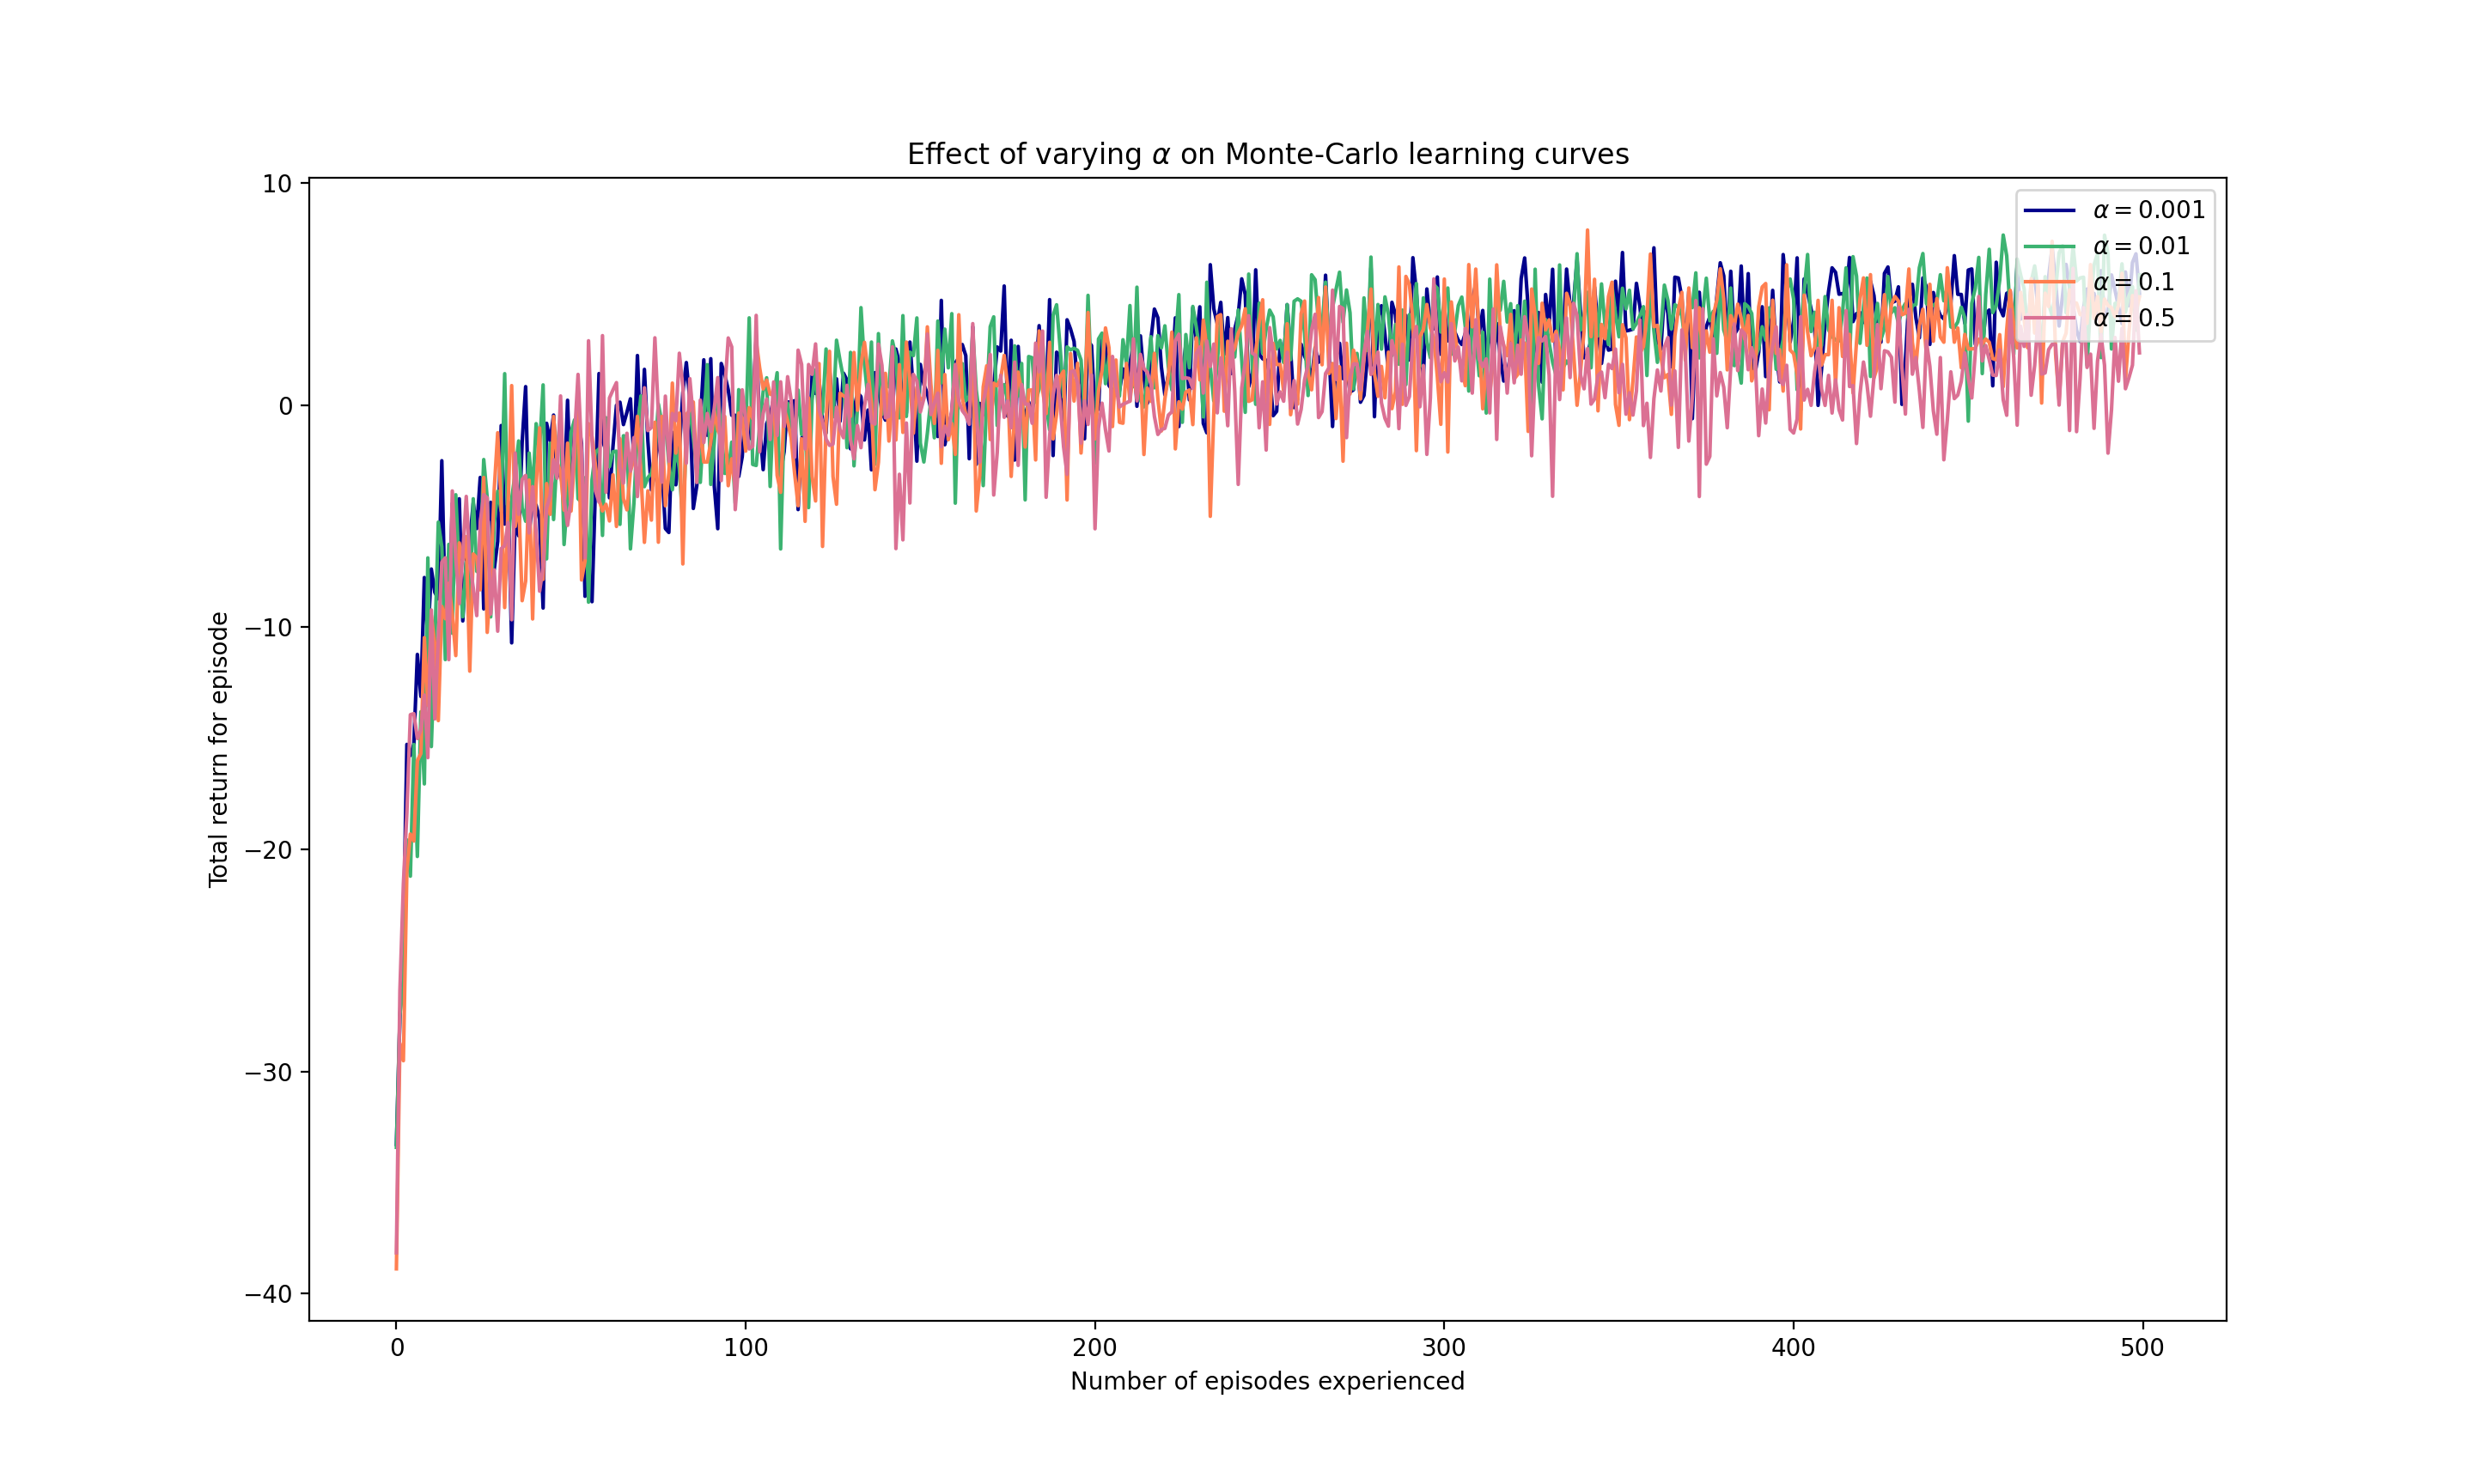 Effect of varying α on Monte-Carlo learning curves
10
0
−10
−20
−30
−40
Total return for episode
α = 0.001
α = 0.01
α = 0.1
α = 0.5
0 100 200 300 400 500
Number of episodes experienced